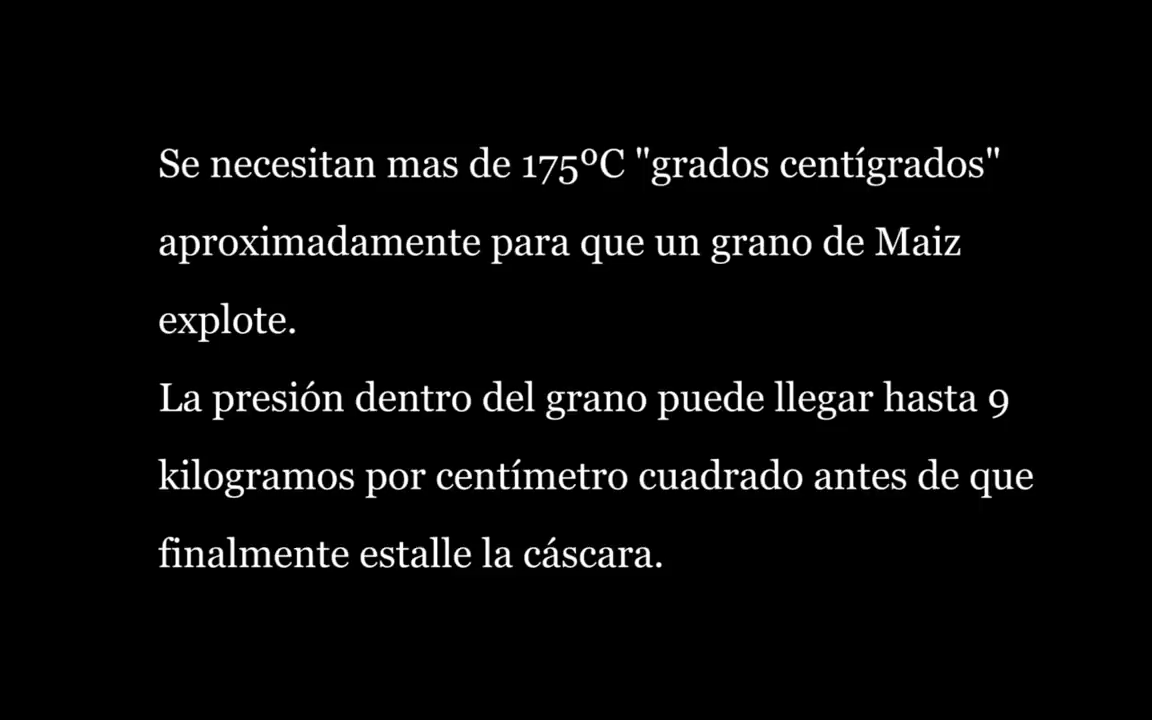 Se necesitan mas de 175ºC "grados centígrados"
aproximadamente para que un grano de Maiz
explote.
La presión dentro del grano puede llegar hasta 9
kilogramos por centímetro cuadrado antes de que
finalmente estalle la cáscara.